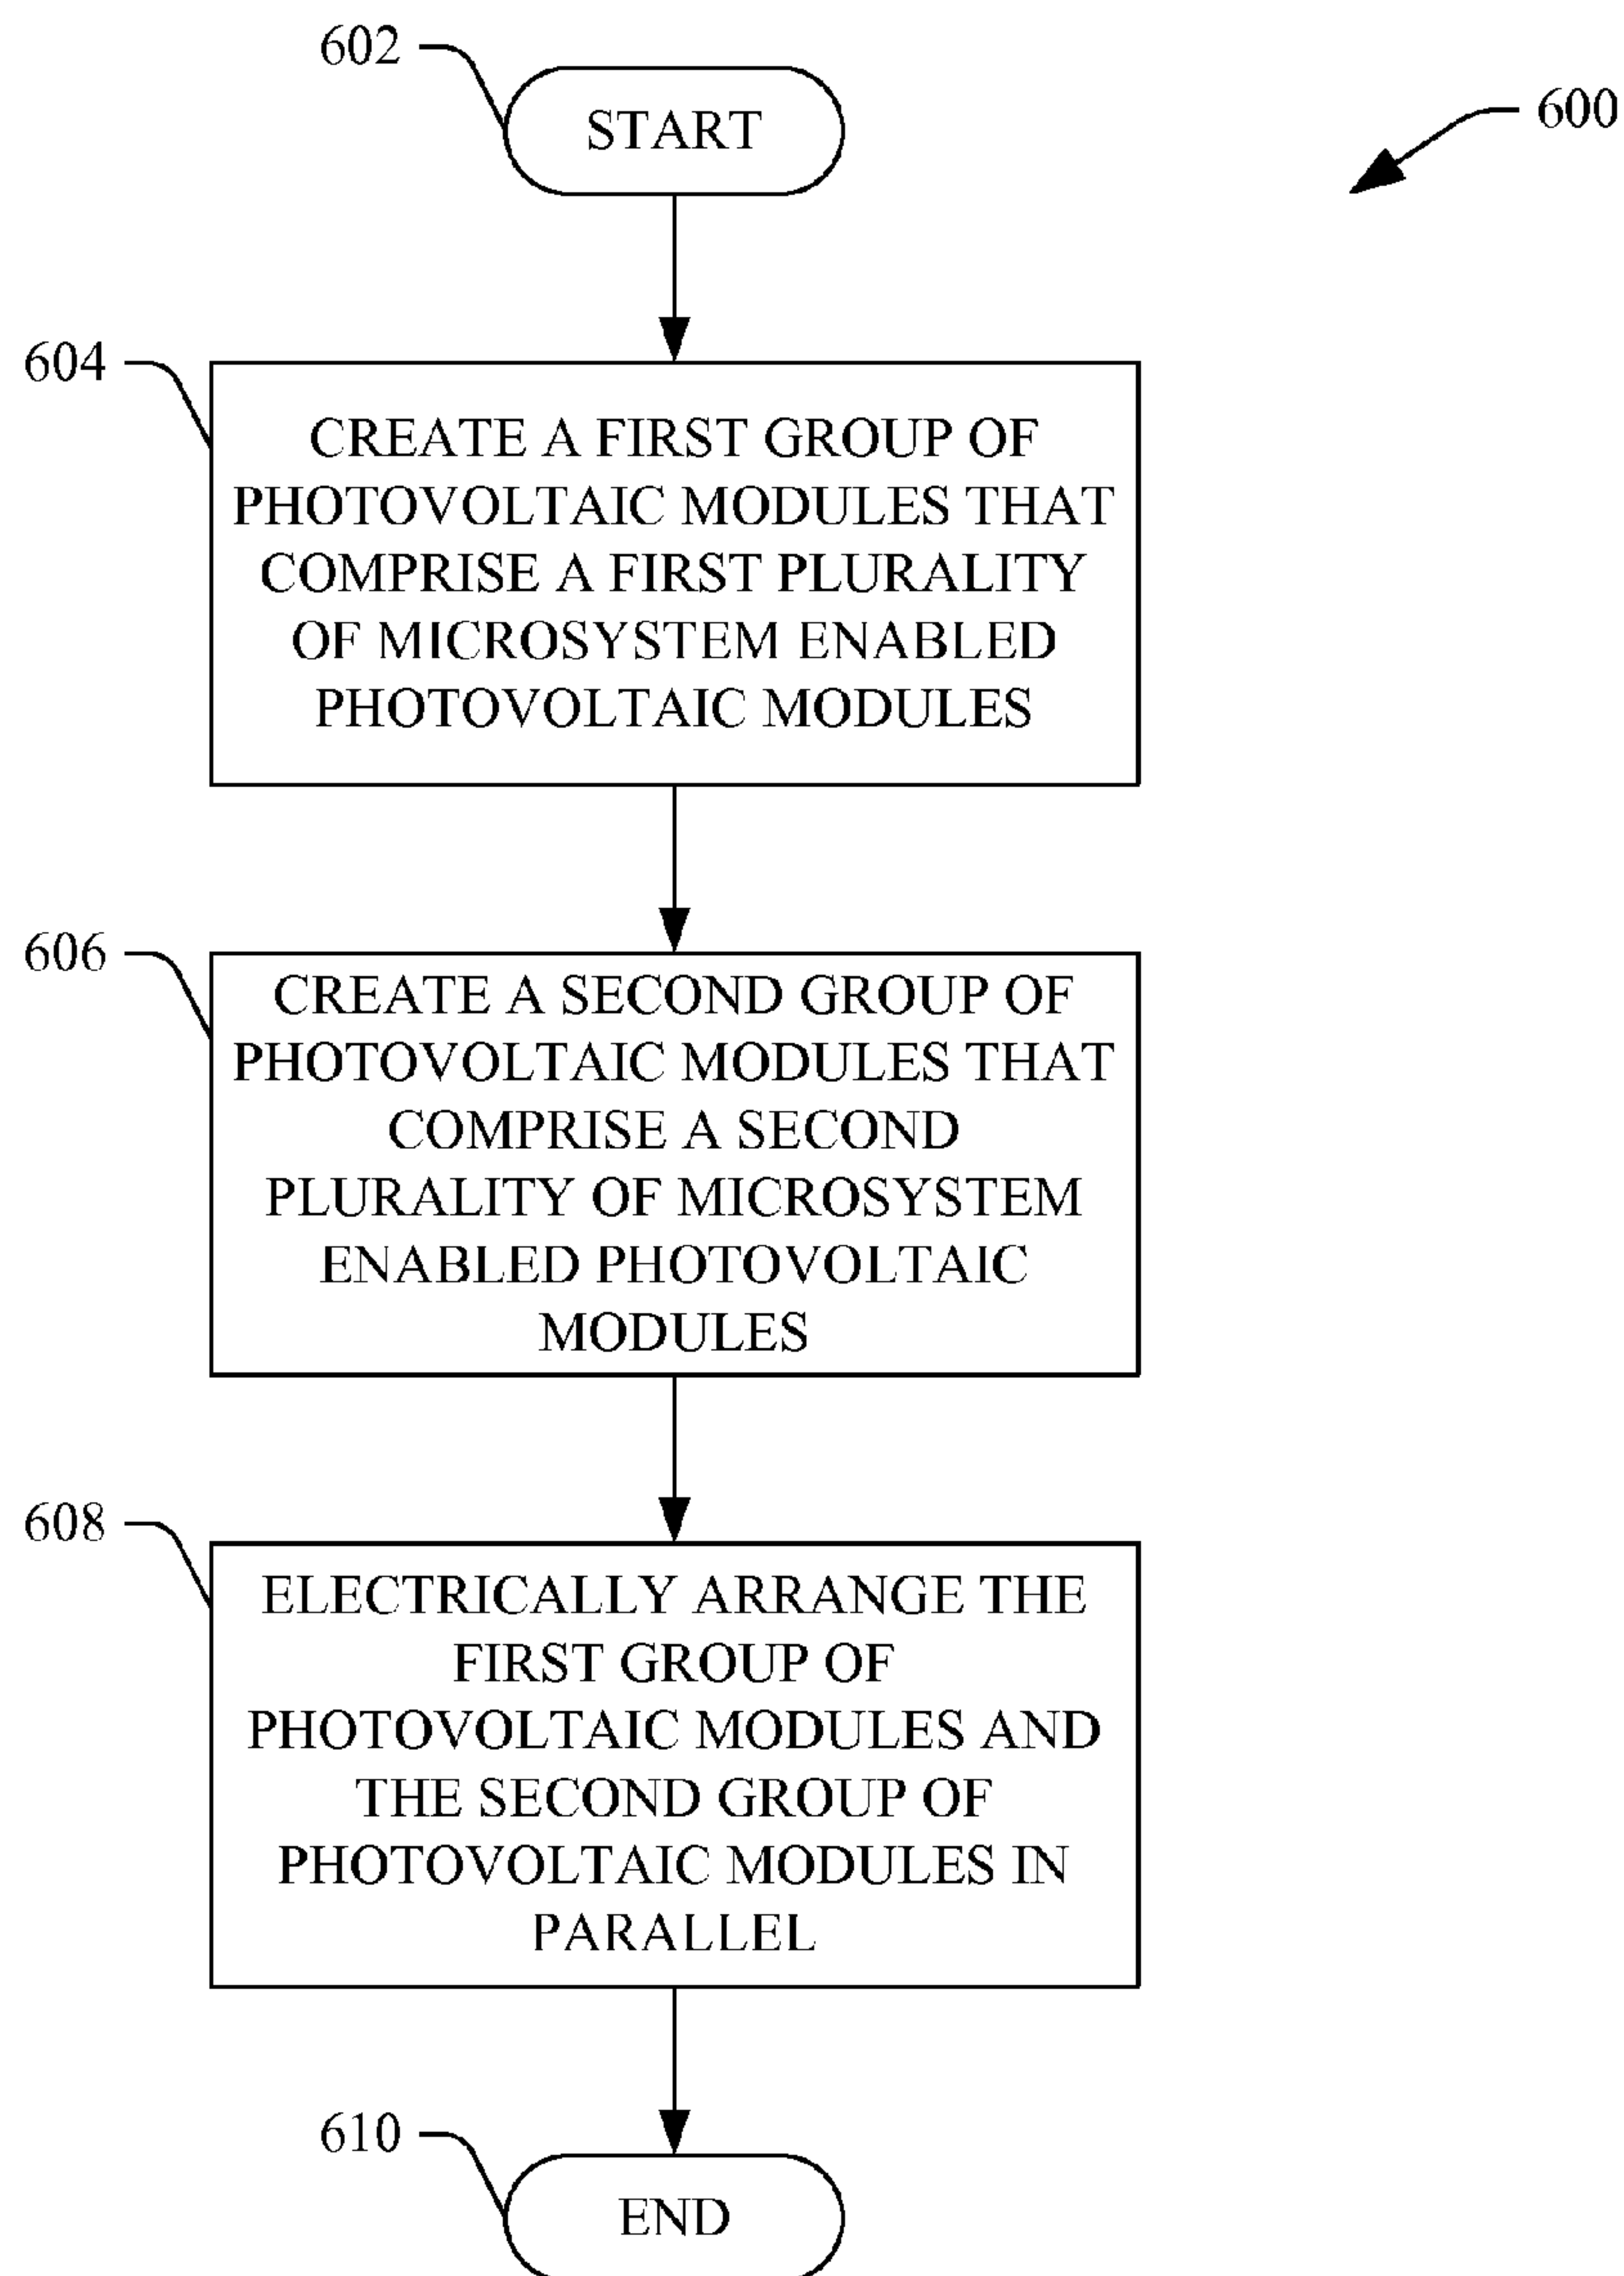 602
START
600
604
CREATE A FIRST GROUP OF
PHOTOVOLTAIC MODULES THAT
COMPRISE A FIRST PLURALITY
OF MICROSYSTEM ENABLED
PHOTOVOLTAIC MODULES
606
CREATE A SECOND GROUP OF
PHOTOVOLTAIC MODULES THAT
COMPRISE A SECOND
PLURALITY OF MICROSYSTEM
ENABLED PHOTOVOLTAIC
MODULES
608
ELECTRICALLY ARRANGE THE
FIRST GROUP OF
PHOTOVOLTAIC MODULES AND
THE SECOND GROUP OF
PHOTOVOLTAIC MODULES IN
PARALLEL
610
END